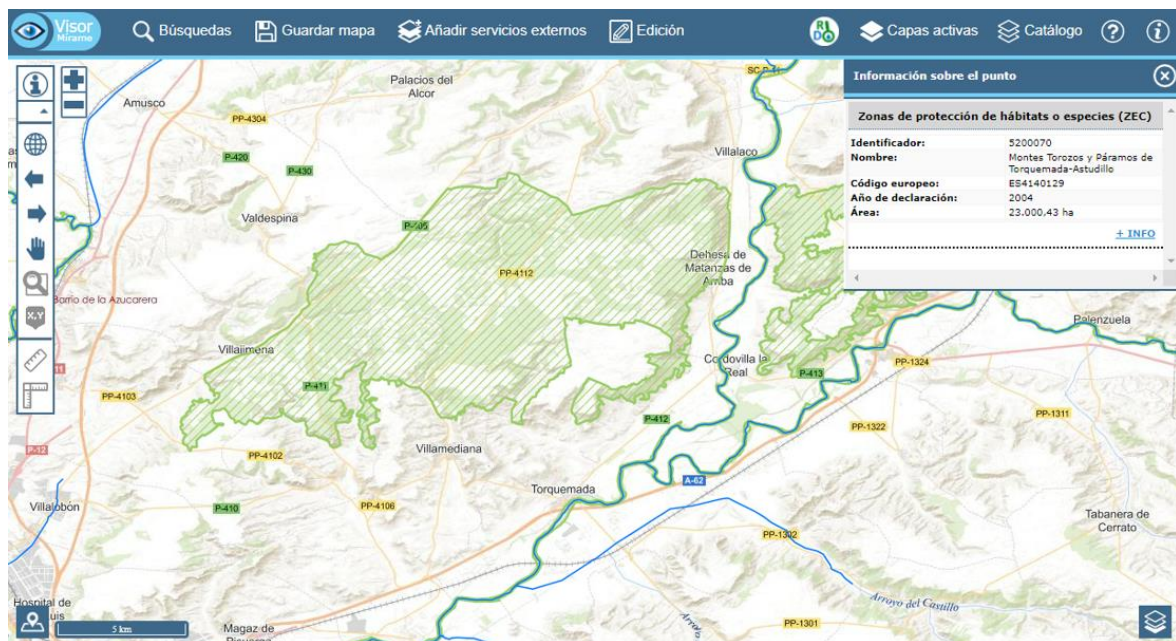 Visor
Mírame
Búsquedas
Guardar mapa
Añadir servicios externos
Edición
Capas activas
Catálogo
Información sobre el punto
Zonas de protección de hábitats o especies (ZEC)
Identificador: 5200070
Nombre: Montes Torozos y Páramos de
Torquemada-Astudillo
Código europeo: ES4140129
Año de declaración: 2004
Área: 23.000,43 ha
+ INFO
Palacios del
Alcor
Amusco
PP-4304
Villalaco
P-420
P-430
Valdespina
P-405
Dehesa de
Matanzas de
Arriba
PP-4112
Barrio de la Azucarera
X,Y
Palenzuela
Villajimena
Cordovilla la
Real
PP-1324
11
P-411
P-413
PP-4103
PP-1311
P-412
PP-1322
P-12
Villamediana
PP-4102
A-62
Torquemada
Villalobón
P-410
PP-4106
Tabanera de
Cerrato
PP-1302
Hospital de
Arroyo del Castillo
5 km
Magaz de
PP-1301
Arroyo